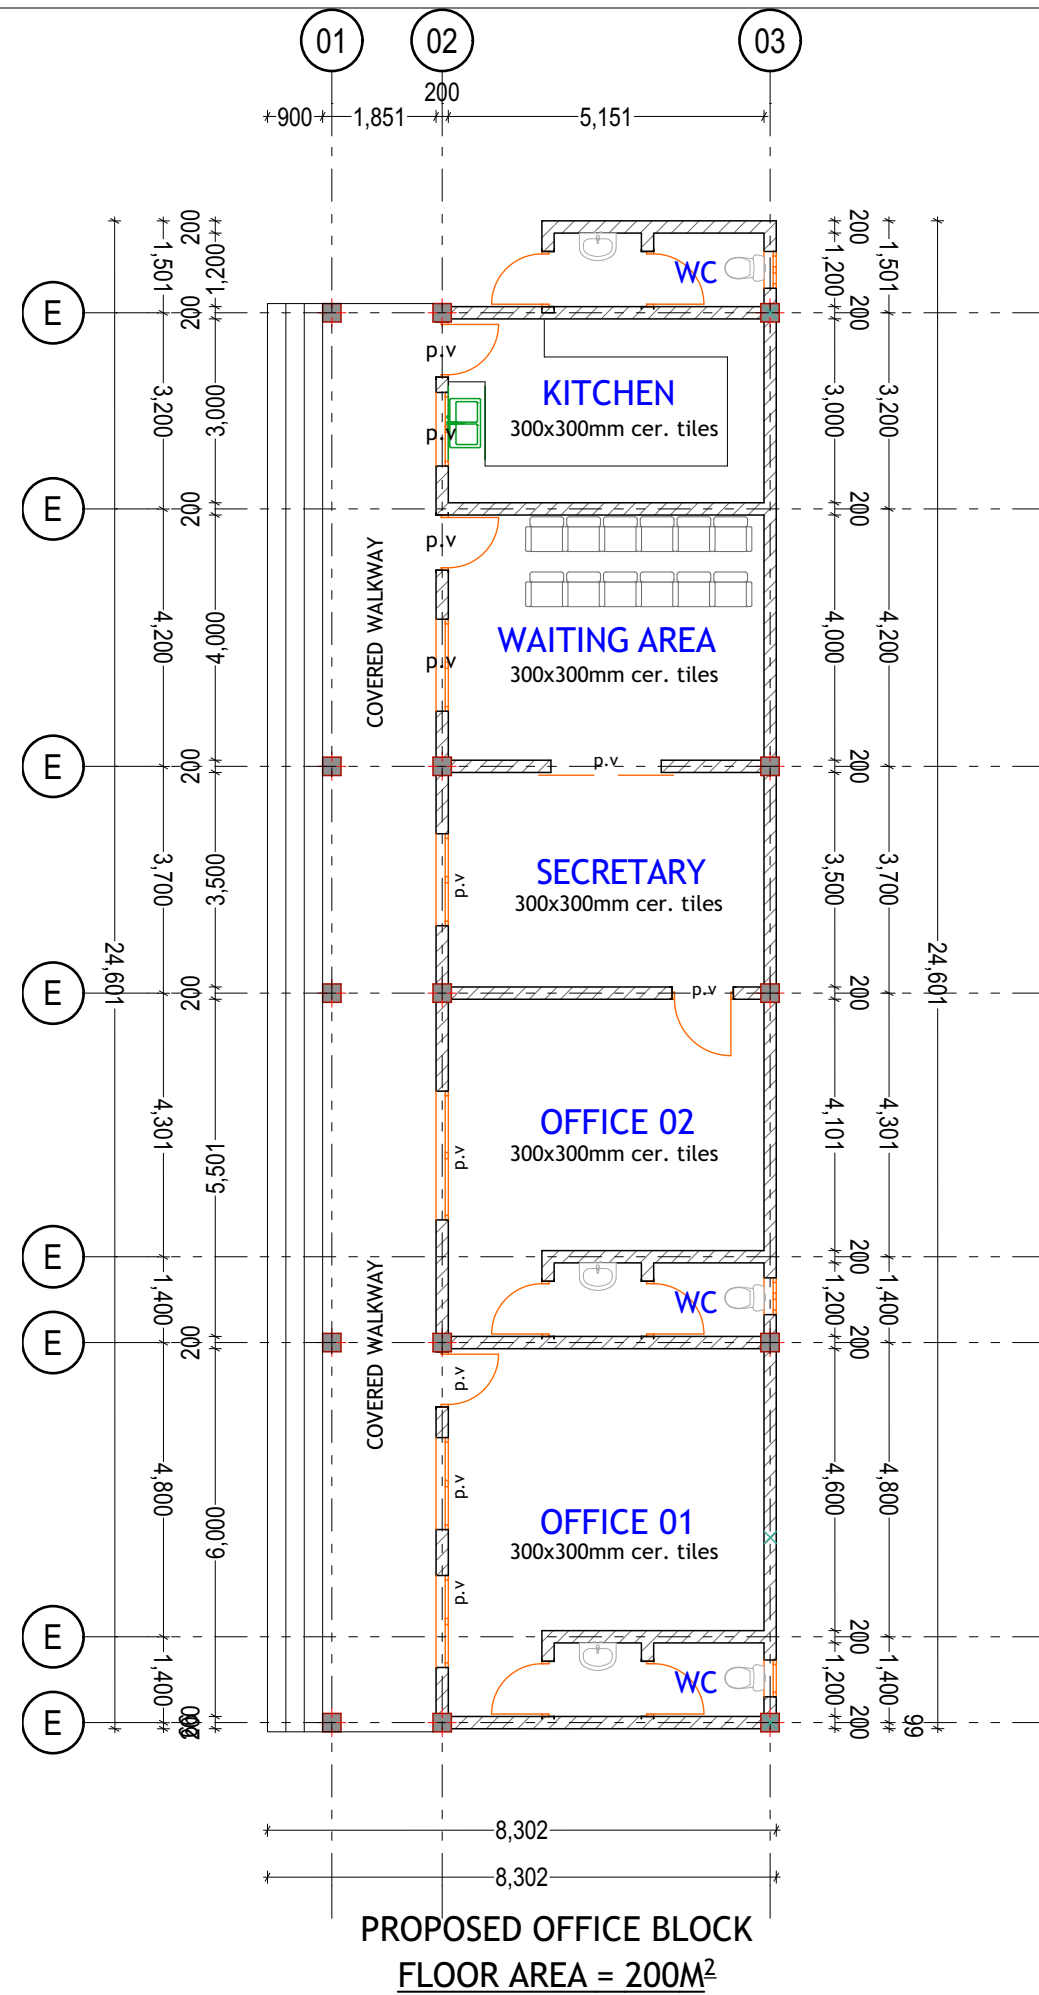 01 02 03
200
900 1,851 5,151
200 200
1,501 1,200 1,200 1,501
WC
E 200 200
p.v
3,200 3,000 KITCHEN 3,000 3,200
p.v 300x300mm cer. tiles
E 200 200
p.v
COVERED WALKWAY
4,200 4,000 WAITING AREA 4,000 4,200
p.v 300x300mm cer. tiles
E 200 p.v 200
3,700 3,500 SECRETARY 3,500 3,700
p.v 300x300mm cer. tiles
24,601 24,601
E 200 p.v 200
4,301 5,501 OFFICE 02 4,101 4,301
p.v 300x300mm cer. tiles
E 200
1,400 WC 1,200 1,400
E 200 200
COVERED WALKWAY
p.v
4,800 9,000 p.v 4,600 4,800
OFFICE 01
300x300mm cer. tiles
p.v
E 200
1,400 WC 1,200 1,400
E 200 200 99
8,302
8,302
PROPOSED OFFICE BLOCK
FLOOR AREA = 200M²